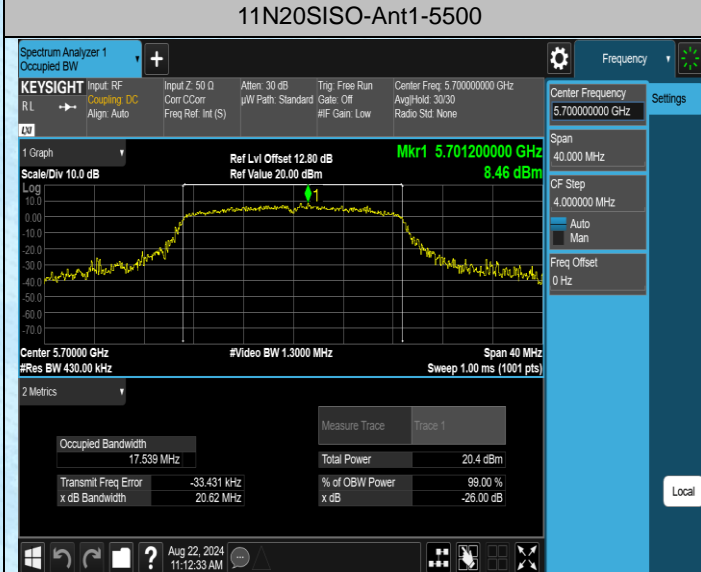 11N20SISO-Ant1-5500
Spectrum Analyzer 1
Occupied BW
Frequency
KEYSIGHT
RL
LXI
Input: RF
Coupling: DC
Align: Auto
Input Z: 50 Ω
Corr CCorr
Freq Ref: Int (S)
Atten: 30 dB
µW Path: Standard
Trig: Free Run
Gate: Off
#IF Gain: Low
Center Freq: 5.700000000 GHz
Avg|Hold: 30/30
Radio Std: None
Center Frequency
5.700000000 GHz
Settings
Span
40.000 MHz
CF Step
4.000000 MHz
Auto
Man
Freq Offset
0 Hz
Local
1 Graph
Scale/Div 10.0 dB
Ref Lvl Offset 12.80 dB
Ref Value 20.00 dBm
Mkr1 5.701200000 GHz
8.46 dBm
Log
10.0
0.00
-10.0
-20.0
-30.0
-40.0
-50.0
-60.0
-70.0
1
Center 5.70000 GHz
#Video BW 1.3000 MHz
Span 40 MHz
#Res BW 430.00 kHz
Sweep 1.00 ms (1001 pts)
2 Metrics
Measure Trace
Trace 1
Occupied Bandwidth
17.539 MHz
Total Power
20.4 dBm
Transmit Freq Error
-33.431 kHz
% of OBW Power
99.00 %
x dB Bandwidth
20.62 MHz
x dB
-26.00 dB
?
Aug 22, 2024
11:12:33 AM